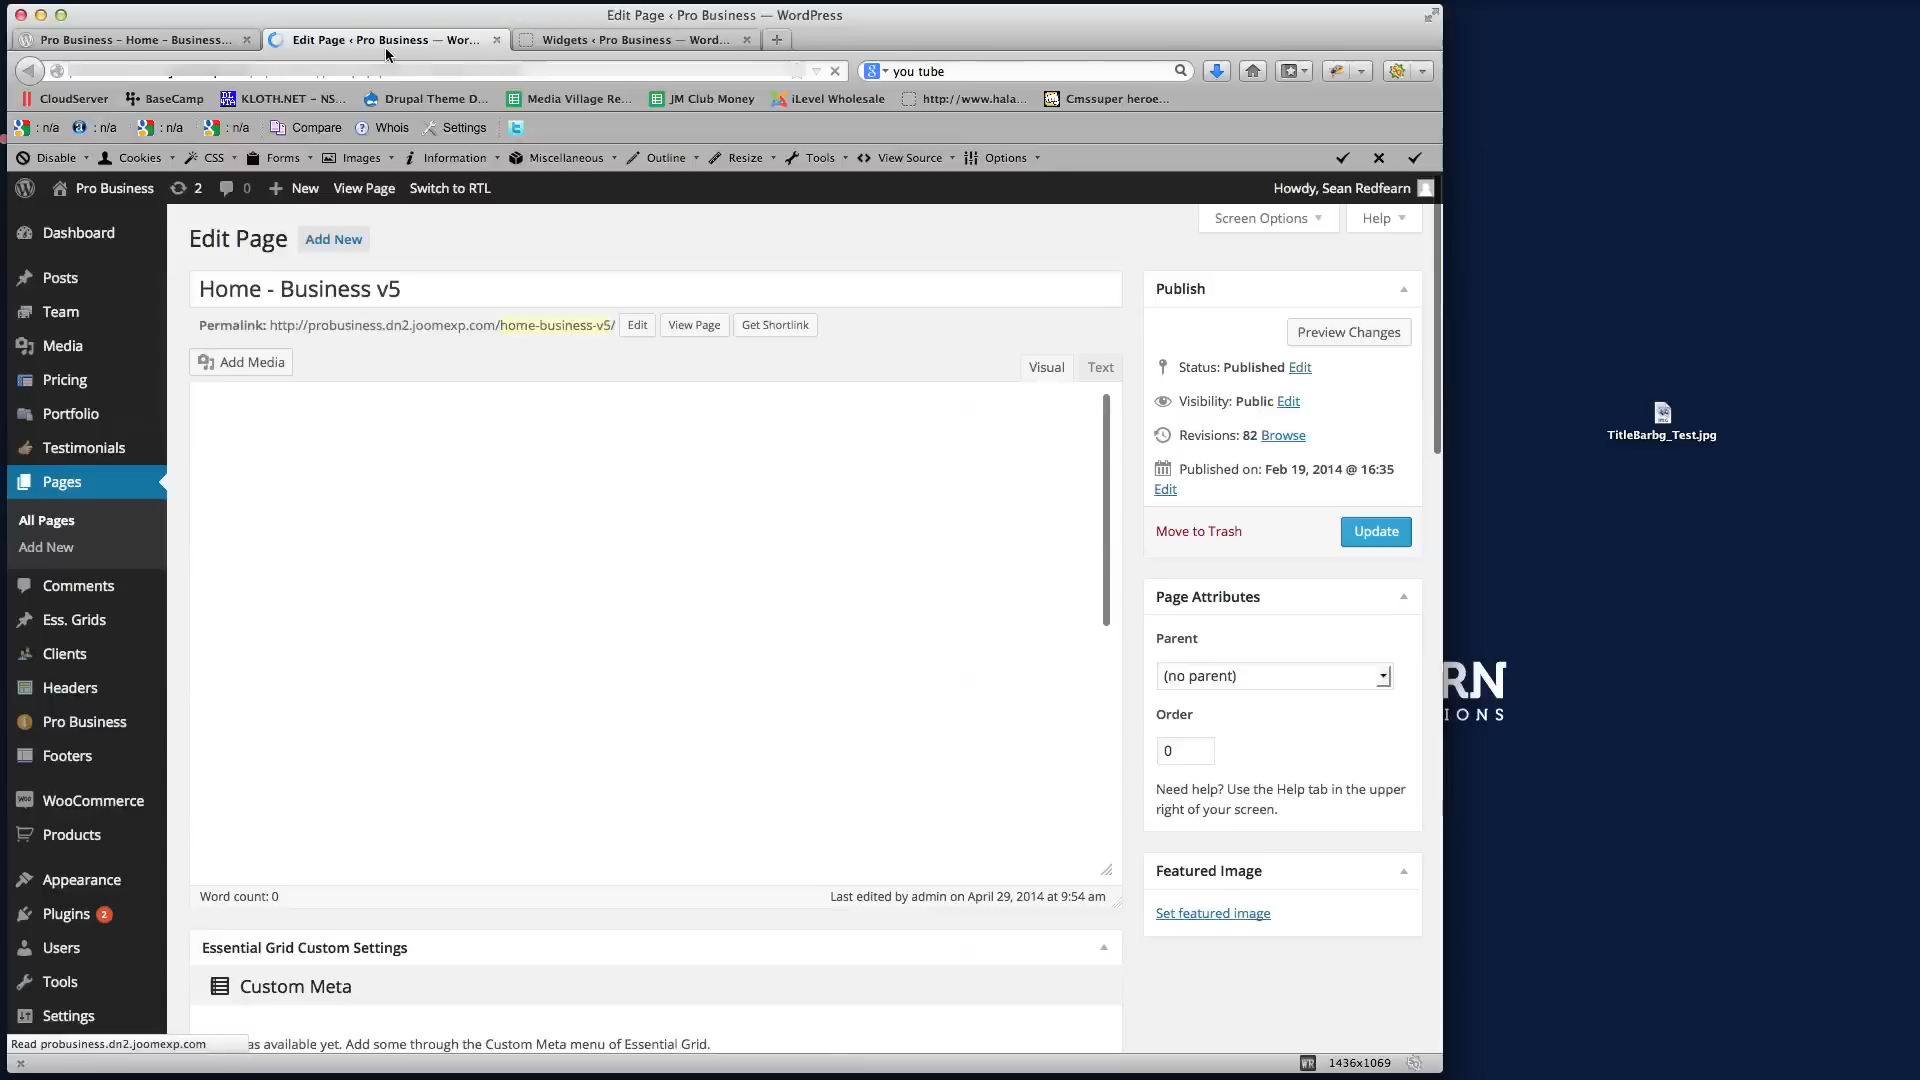 Edit Page ‹ Pro Business — WordPress
Pro Business – Home – Business...
Edit Page ‹ Pro Business — Wor...
Widgets ‹ Pro Business — Word...
you tube
CloudServer
BaseCamp
KLOTH.NET – NS...
Drupal Theme D...
Media Village Re...
JM Club Money
iLevel Wholesale
http://www.hala...
Cmssuper heroe...
: n/a
: n/a
: n/a
: n/a
Compare
Whois
Settings
Disable
Cookies
CSS
Forms
Images
Information
Miscellaneous
Outline
Resize
Tools
View Source
Options
Pro Business
2
0
New
View Page
Switch to RTL
Howdy, Sean Redfearn
Screen Options
Help
Dashboard
Posts
Team
Media
Pricing
Portfolio
Testimonials
Pages
All Pages
Add New
Comments
Ess. Grids
Clients
Headers
Pro Business
Footers
WooCommerce
Products
Appearance
Plugins 2
Users
Tools
Settings
Edit Page
Add New
Home - Business v5
Permalink: http://probusiness.dn2.joomexp.com/home-business-v5/
Edit
View Page
Get Shortlink
Add Media
Visual
Text
Word count: 0
Last edited by admin on April 29, 2014 at 9:54 am
Essential Grid Custom Settings
Custom Meta
as available yet. Add some through the Custom Meta menu of Essential Grid.
Publish
Preview Changes
Status: Published Edit
Visibility: Public Edit
Revisions: 82 Browse
Published on: Feb 19, 2014 @ 16:35
Edit
Move to Trash
Update
Page Attributes
Parent
(no parent)
Order
0
Need help? Use the Help tab in the upper
right of your screen.
Featured Image
Set featured image
Read probusiness.dn2.joomexp.com
1436x1069
TitleBarbg_Test.jpg
RN
IONS